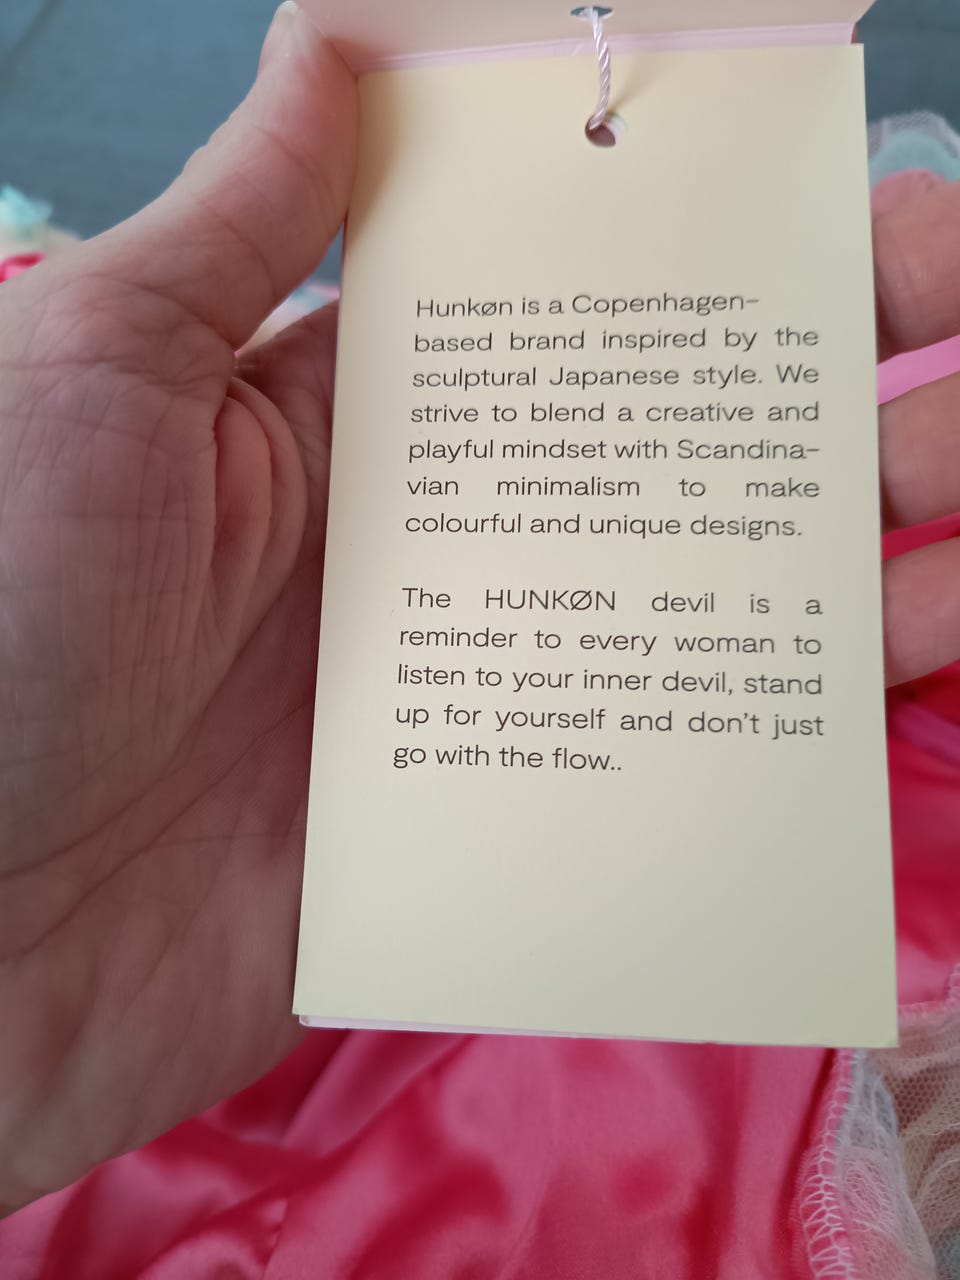 Hunkøn is a Copenhagen-
based brand inspired by the
sculptural Japanese style. We
strive to blend a creative and
playful mindset with Scandina-
vian minimalism to make
colourful and unique designs.
The HUNKØN devil is a
reminder to every woman to
listen to your inner devil, stand
up for yourself and don't just
go with the flow..